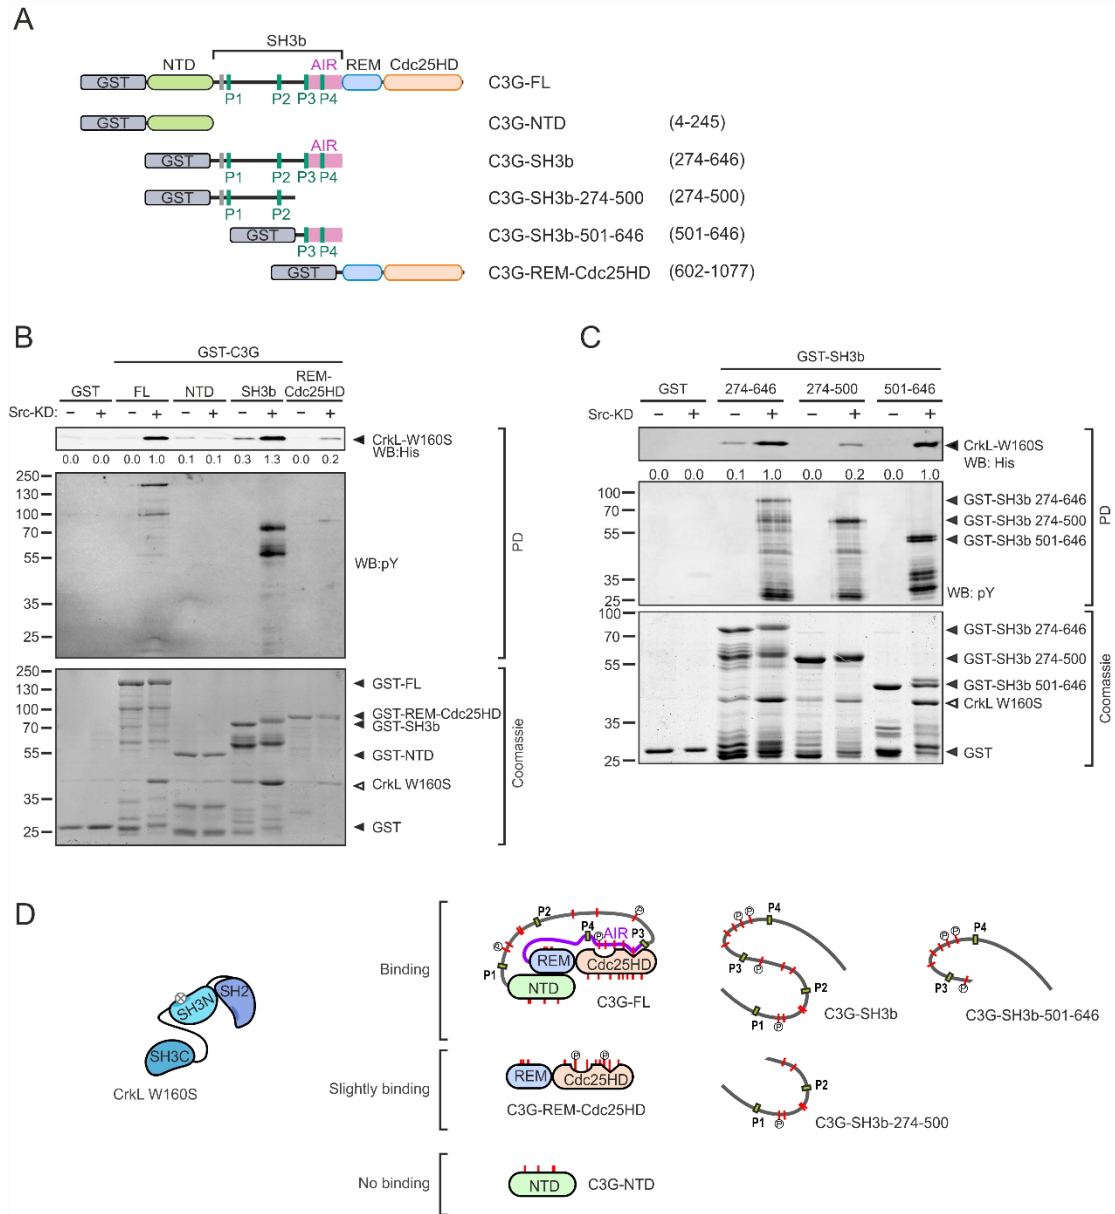 A
SH3b
NTD AIR REM Cdc25HD
GST C3G-FL
P1 P2 P3 P4
GST C3G-NTD (4-245)
AIR
GST C3G-SH3b (274-646)
P1 P2 P3 P4
GST C3G-SH3b-274-500 (274-500)
P1 P2
GST C3G-SH3b-501-646 (501-646)
P3 P4
GST C3G-REM-Cdc25HD (602-1077)
B
GST-C3G
GST FL NTD SH3b REM-
Cdc25HD
Src-KD: − + − + − + − + − +
CrkL-W160S
WB:His
0.0 0.0 0.0 1.0 0.1 0.1 0.3 1.3 0.0 0.2
250
130
100
70
55
35
25
WB:pY
PD
250
130
100
70
55
35
25
GST-FL
GST-REM-Cdc25HD
GST-SH3b
GST-NTD
CrkL W160S
GST
Coomassie
C
GST-SH3b
GST 274-646 274-500 501-646
Src-KD − + − + − + − +
CrkL-W160S
WB: His
0.0 0.0 0.1 1.0 0.0 0.2 0.0 1.0
100
70
55
35
25
GST-SH3b 274-646
GST-SH3b 274-500
GST-SH3b 501-646
WB: pY
PD
100
70
55
35
25
GST-SH3b 274-646
GST-SH3b 274-500
GST-SH3b 501-646
CrkL W160S
GST
Coomassie
D
SH3N SH2
SH3C
CrkL W160S
Binding
P2
P
P4 AIR P3
P
P
P1
REM Cdc25HD
NTD
C3G-FL
P4
P P
P3 P
P2
P1 P
C3G-SH3b
P4
P P
P3 P
C3G-SH3b-501-646
Slightly binding
P P
REM Cdc25HD
C3G-REM-Cdc25HD
P2
P1 P
C3G-SH3b-274-500
No binding
NTD C3G-NTD